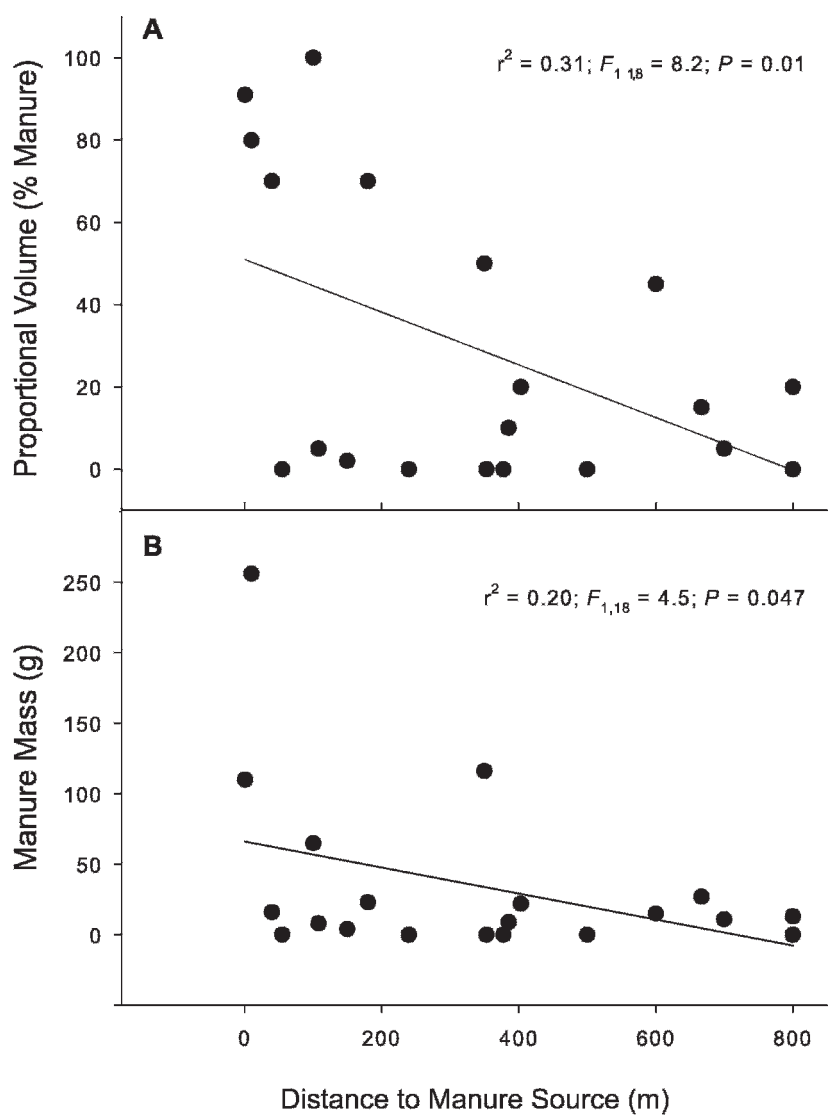 A
r² = 0.31; F1 1,8 = 8.2; P = 0.01
Proportional Volume (% Manure)
100
80
60
40
20
0
B
r² = 0.20; F1,18 = 4.5; P = 0.047
Manure Mass (g)
250
200
150
100
50
0
0 200 400 600 800
Distance to Manure Source (m)